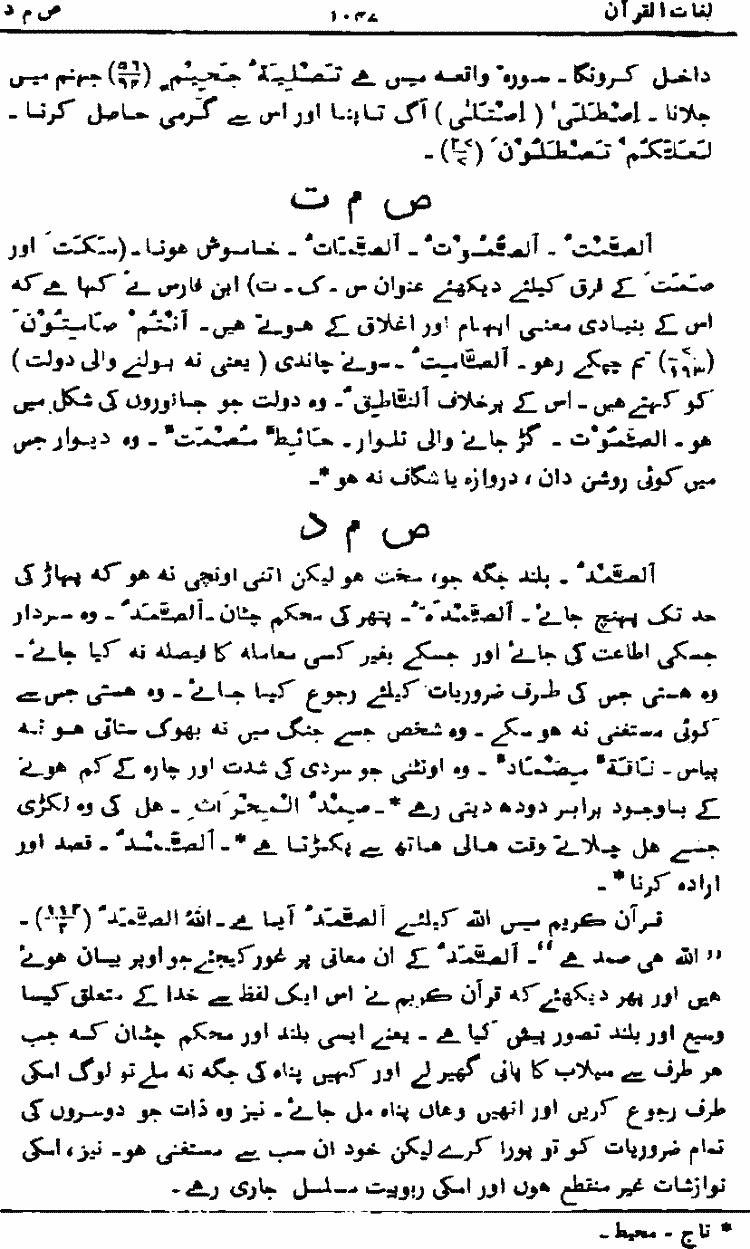 لغات القرآن ۱۰۴۷ ص م د
داخل کرونگا ۔ سورہ واقعہ میں ہے تَصْلِیَۃُ جَحِیْمٍ (۵۶/۹۴) جہنم میں
جلانا ۔ اِصْطَلٰی (اِصْتَلٰی) آگ تاپنا اور اس سے گرمی حاصل کرنا ۔
لَعَلَّکُمْ تَصْطَلُوْنَ (۲۷/۷) ۔
ص م ت
اَلصَّمْتُ ۔ اَلصُّمُوْتُ ۔ اَلصُّمَاتُ ۔ خاموش ہونا ۔ (سَکَتَ اور
صَمَتَ کے فرق کیلئے دیکھئے عنوان س ۔ ک ۔ ت) ابن فارس نے کہا ہے کہ
اس کے بنیادی معنی ابہام اور اغلاق کے ہوتے ہیں ۔ اَنْتُمْ صَامِتُوْنَ
(۷/۱۹۳) تم چپکے رہو ۔ اَلصَّامِتُ ۔ سونے چاندی (یعنی نہ بولنے والی دولت)
کو کہتے ہیں ۔ اس کے برخلاف اَلنَّاطِقُ ۔ وہ دولت جو جانوروں کی شکل میں
ہو ۔ الصَّمُوْت ۔ گڑ جانے والی تلوار ۔ حَائِطٌ مُصْمَتٌ ۔ وہ دیوار جس
میں کوئی روشن دان ، دروازہ یا شگاف نہ ہو * ۔
ص م د
اَلصَّمْدُ ۔ بلند جگہ جو، سخت ہو لیکن اتنی اونچی نہ ہو کہ پہاڑ کی
حد تک پہنچ جائے ۔ اَلصَّمْدَۃُ ۔ پتھر کی محکم چٹان ۔ اَلصَّمَدُ ۔ وہ سردار
جسکی اطاعت کی جائے اور جسکے بغیر کسی معاملہ کا فیصلہ نہ کیا جائے ۔
وہ ہستی جس کی طرف ضروریات کیلئے رجوع کیا جائے ۔ وہ ہستی جس سے
کوئی مستغنی نہ ہو سکے ۔ وہ شخص جسے جنگ میں نہ بھوک ستائی ہو نہ
پیاس ۔ نَاقَۃٌ مِصْمَادٌ ۔ وہ اونٹنی جو سردی کی شدت اور چارہ کے کم ہونے
کے باوجود برابر دودھ دیتی رہے * ۔ صِمْدُ الْمِحْرَاثِ ۔ ہل کی وہ لکڑی
جسے ہل چلاتے وقت ہالی ہاتھ سے پکڑتا ہے * ۔ اَلصَّمْدُ ۔ قصد اور
ارادہ کرنا * ۔
قرآن کریم میں اللہ کیلئے اَلصَّمَدُ آیا ہے ۔ اَللہُ الصَّمَدُ (۱۱۲/۲) ۔
”اللہ ہی صمد ہے“ ۔ اَلصَّمَدُ کے ان معانی پر غور کیجئے جو اوپر بیان ہوئے
ہیں اور پھر دیکھئے کہ قرآن کریم نے اس ایک لفظ سے خدا کے متعلق کیسا
وسیع اور بلند تصور پیش کیا ہے ۔ یعنے ایسی بلند اور محکم چٹان کہ جب
ہر طرف سے سیلاب کا پانی گھیر لے اور کہیں پناہ کی جگہ نہ ملے تو لوگ اسکی
طرف رجوع کریں اور انھیں وہاں پناہ مل جائے ۔ نیز وہ ذات جو دوسروں کی
تمام ضروریات کو تو پورا کرے لیکن خود ان سب سے مستغنی ہو ۔ نیز ، اسکی
نوازشات غیر منقطع ہوں اور اسکی ربوبیت مسلسل جاری رہے ۔
* تاج ۔ محیط ۔